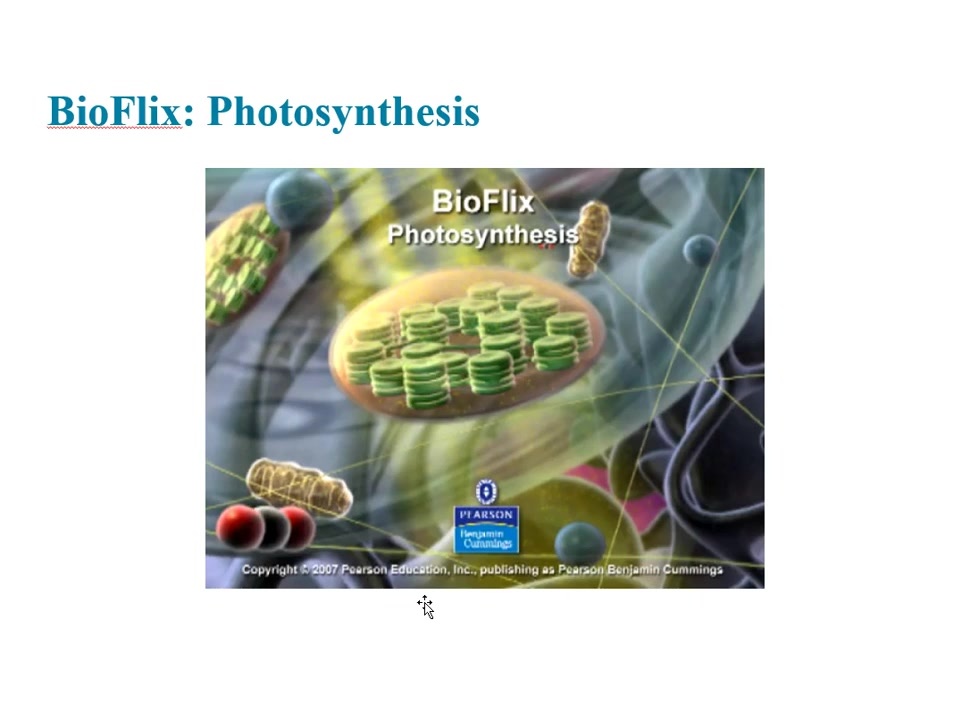 BioFlix: Photosynthesis
BioFlix
Photosynthesis
PEARSON
Benjamin
Cummings
Copyright © 2007 Pearson Education, Inc., publishing as Pearson Benjamin Cummings